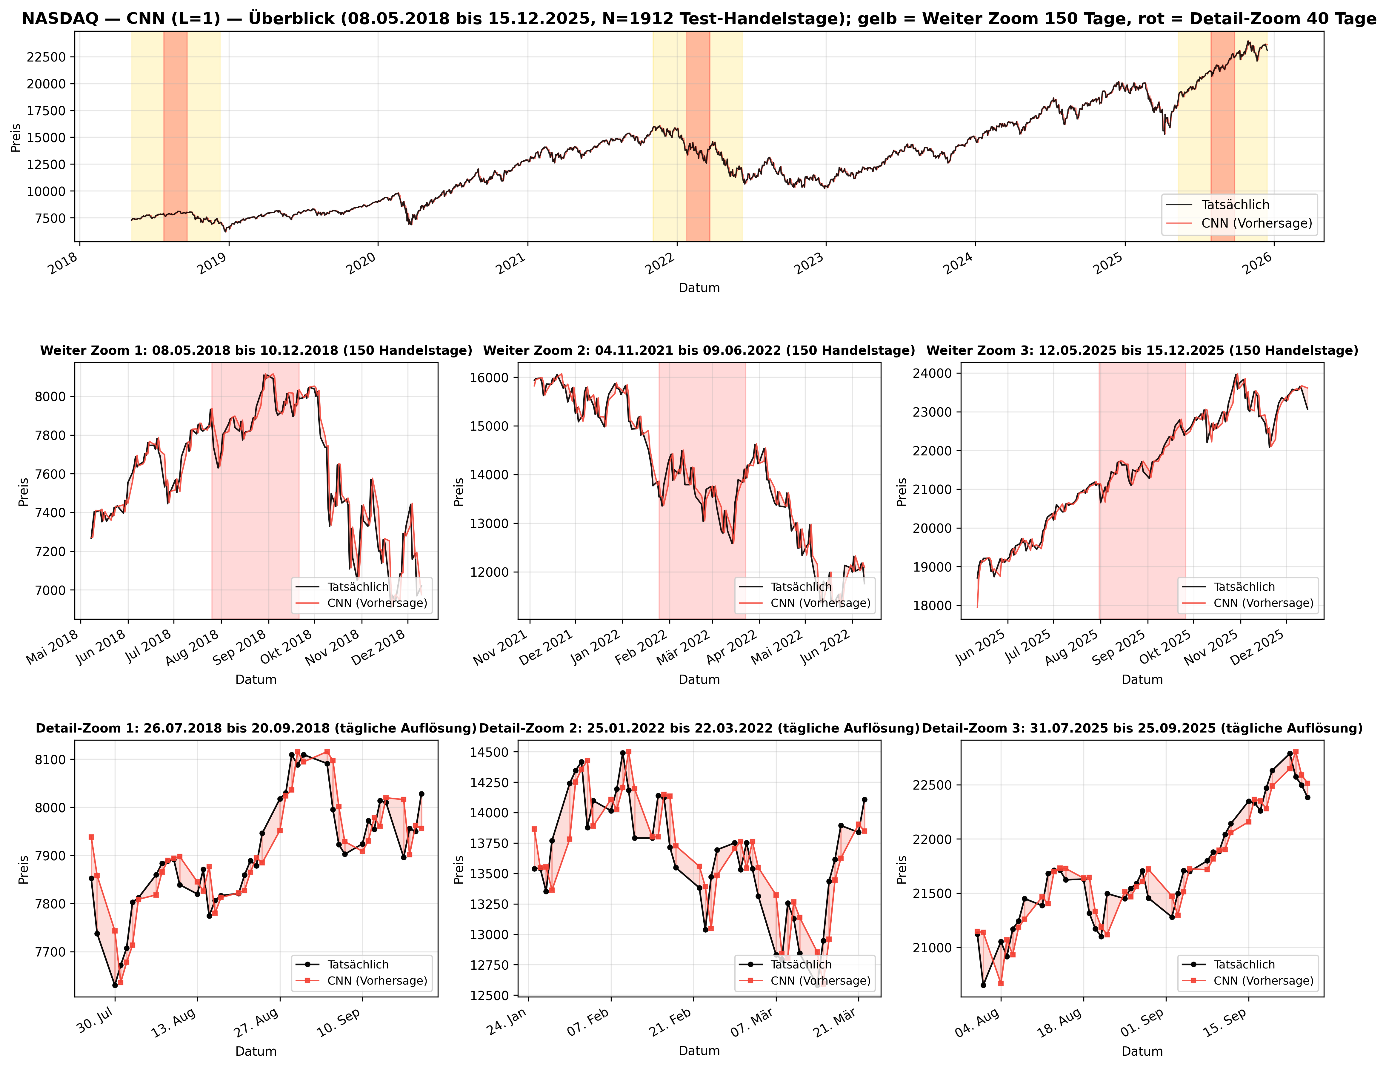 NASDAQ — CNN (L=1) — Überblick (08.05.2018 bis 15.12.2025, N=1912 Test-Handelstage); gelb = Weiter Zoom 150 Tage, rot = Detail-Zoom 40 Tage
Preis
22500
20000
17500
15000
12500
10000
7500
Tatsächlich
CNN (Vorhersage)
2018
2019
2020
2021
2022
2023
2024
2025
2026
Datum
Weiter Zoom 1: 08.05.2018 bis 10.12.2018 (150 Handelstage)
Preis
8000
7800
7600
7400
7200
7000
Tatsächlich
CNN (Vorhersage)
Mai 2018
Jun 2018
Jul 2018
Aug 2018
Sep 2018
Okt 2018
Nov 2018
Dez 2018
Datum
Weiter Zoom 2: 04.11.2021 bis 09.06.2022 (150 Handelstage)
Preis
16000
15000
14000
13000
12000
Tatsächlich
CNN (Vorhersage)
Nov 2021
Dez 2021
Jan 2022
Feb 2022
Mär 2022
Apr 2022
Mai 2022
Jun 2022
Datum
Weiter Zoom 3: 12.05.2025 bis 15.12.2025 (150 Handelstage)
Preis
24000
23000
22000
21000
20000
19000
18000
Tatsächlich
CNN (Vorhersage)
Jun 2025
Jul 2025
Aug 2025
Sep 2025
Okt 2025
Nov 2025
Dez 2025
Datum
Detail-Zoom 1: 26.07.2018 bis 20.09.2018 (tägliche Auflösung)
Preis
8100
8000
7900
7800
7700
Tatsächlich
CNN (Vorhersage)
30. Jul
13. Aug
27. Aug
10. Sep
Datum
Detail-Zoom 2: 25.01.2022 bis 22.03.2022 (tägliche Auflösung)
Preis
14500
14250
14000
13750
13500
13250
13000
12750
12500
Tatsächlich
CNN (Vorhersage)
24. Jan
07. Feb
21. Feb
07. Mär
21. Mär
Datum
Detail-Zoom 3: 31.07.2025 bis 25.09.2025 (tägliche Auflösung)
Preis
22500
22000
21500
21000
Tatsächlich
CNN (Vorhersage)
04. Aug
18. Aug
01. Sep
15. Sep
Datum